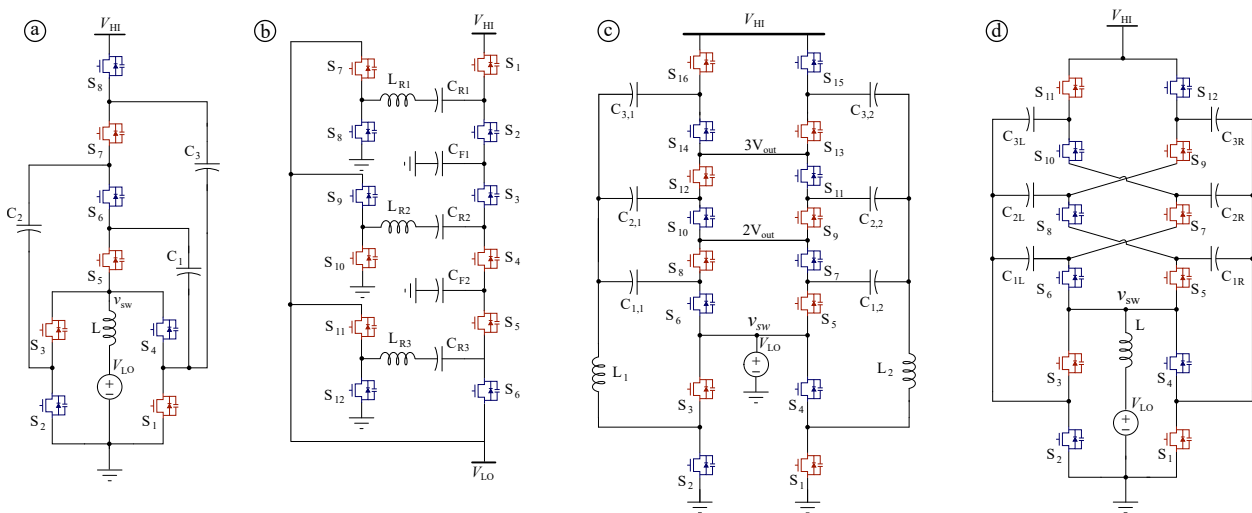 a
V_HI
S_8
S_7
C_3
C_2
S_6
S_5
C_1
v_sw
L
S_3
S_4
V_LO
S_2
S_1
b
V_HI
S_7
L_R1
C_R1
S_1
S_8
S_2
C_F1
S_9
S_3
L_R2
C_R2
S_10
S_4
C_F2
S_11
S_5
L_R3
C_R3
S_12
S_6
V_LO
c
V_HI
S_16
S_15
C_3,1
C_3,2
S_14
S_13
3V_out
S_12
S_11
C_2,1
C_2,2
S_10
S_9
2V_out
S_8
S_7
C_1,1
C_1,2
S_6
S_5
v_sw
V_LO
L_1
L_2
S_3
S_4
S_2
S_1
d
V_HI
S_11
S_12
C_3L
C_3R
S_10
S_9
C_2L
C_2R
S_8
S_7
C_1L
C_1R
S_6
S_5
v_sw
L
S_3
S_4
V_LO
S_2
S_1